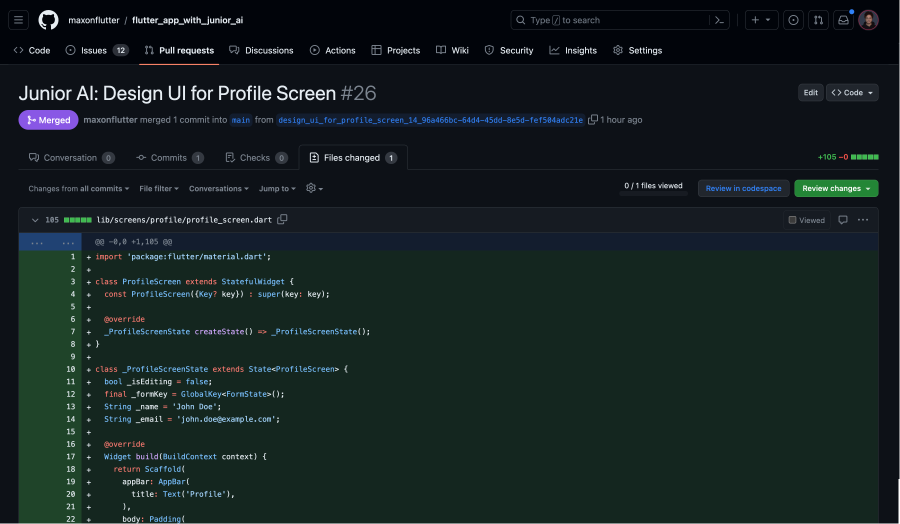 maxonflutter / flutter_app_with_junior_ai
Type / to search
Code Issues 12 Pull requests Discussions Actions Projects Wiki Security Insights Settings
Junior AI: Design UI for Profile Screen #26
Edit <> Code
Merged maxonflutter merged 1 commit into main from design_ui_for_profile_screen_14_96a466bc-64d4-45dd-8e5d-fef504adc21e 1 hour ago
Conversation 0 Commits 1 Checks 0 Files changed 1 +105 −0
Changes from all commits File filter Conversations Jump to 0 / 1 files viewed Review in codespace Review changes
105 lib/screens/profile/profile_screen.dart Viewed ...
... ... @@ -0,0 +1,105 @@
1 + import 'package:flutter/material.dart';
2 +
3 + class ProfileScreen extends StatefulWidget {
4 + const ProfileScreen({Key? key}) : super(key: key);
5 +
6 + @override
7 + _ProfileScreenState createState() => _ProfileScreenState();
8 + }
9 +
10 + class _ProfileScreenState extends State<ProfileScreen> {
11 + bool _isEditing = false;
12 + final _formKey = GlobalKey<FormState>();
13 + String _name = 'John Doe';
14 + String _email = 'john.doe@example.com';
15 +
16 + @override
17 + Widget build(BuildContext context) {
18 + return Scaffold(
19 + appBar: AppBar(
20 + title: Text('Profile'),
21 + ),
22 + body: Padding(